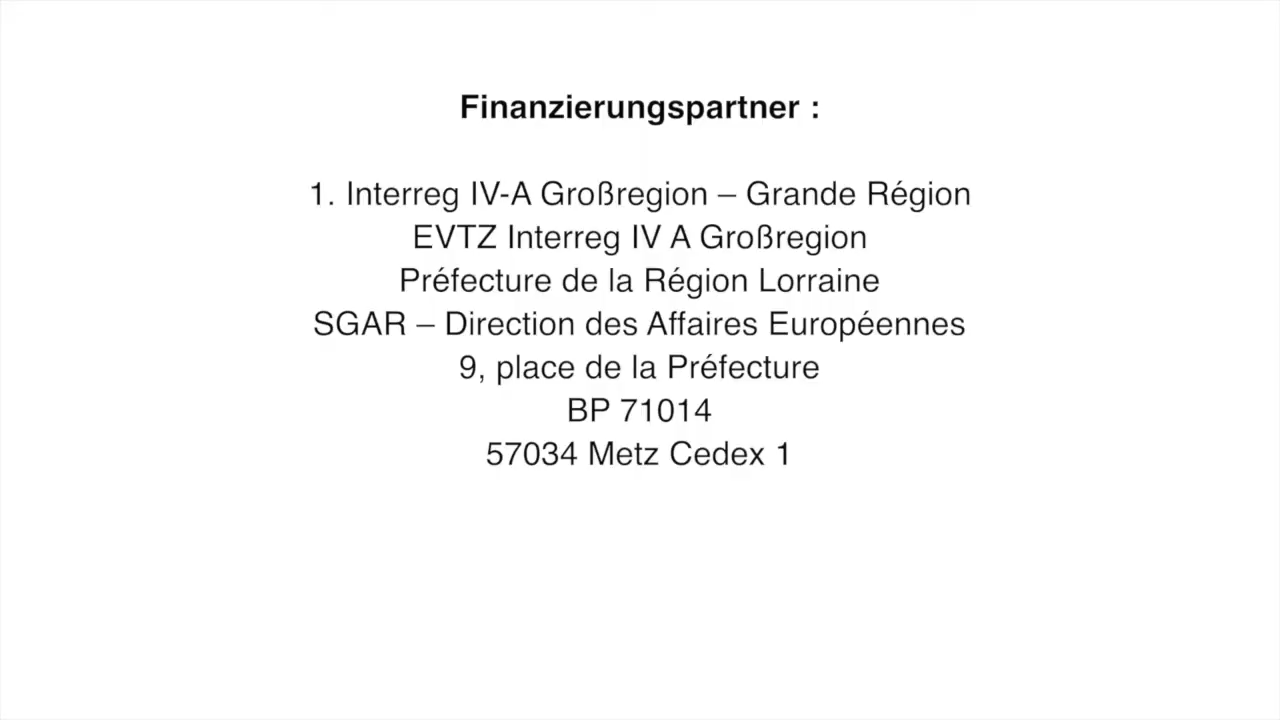 Finanzierungspartner :
1. Interreg IV-A Großregion – Grande Région
EVTZ Interreg IV A Großregion
Préfecture de la Région Lorraine
SGAR – Direction des Affaires Européennes
9, place de la Préfecture
BP 71014
57034 Metz Cedex 1